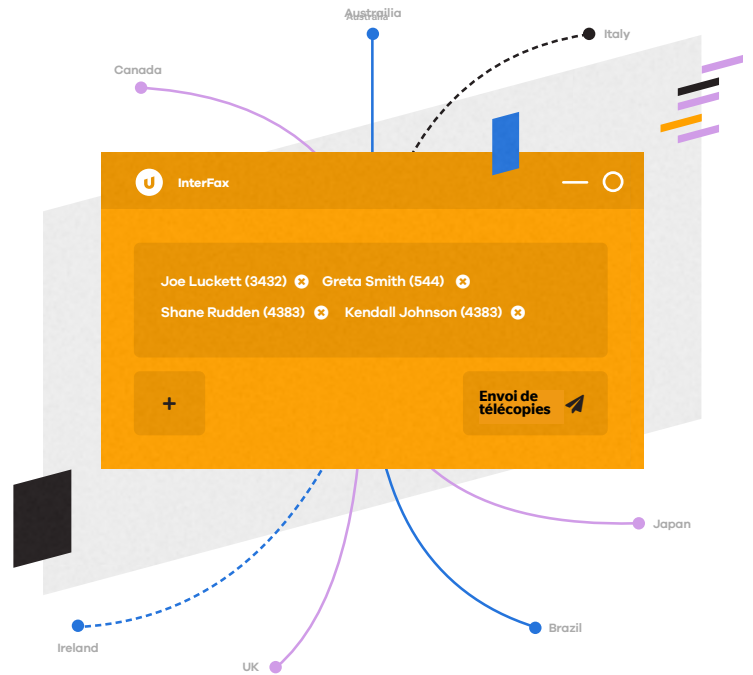 Austrailia
Australia
Italy
Canada
InterFax
Joe Luckett (3432) Greta Smith (544)
Shane Rudden (4383) Kendall Johnson (4383)
+
Envoi de
télécopies
Japan
Ireland
Brazil
UK